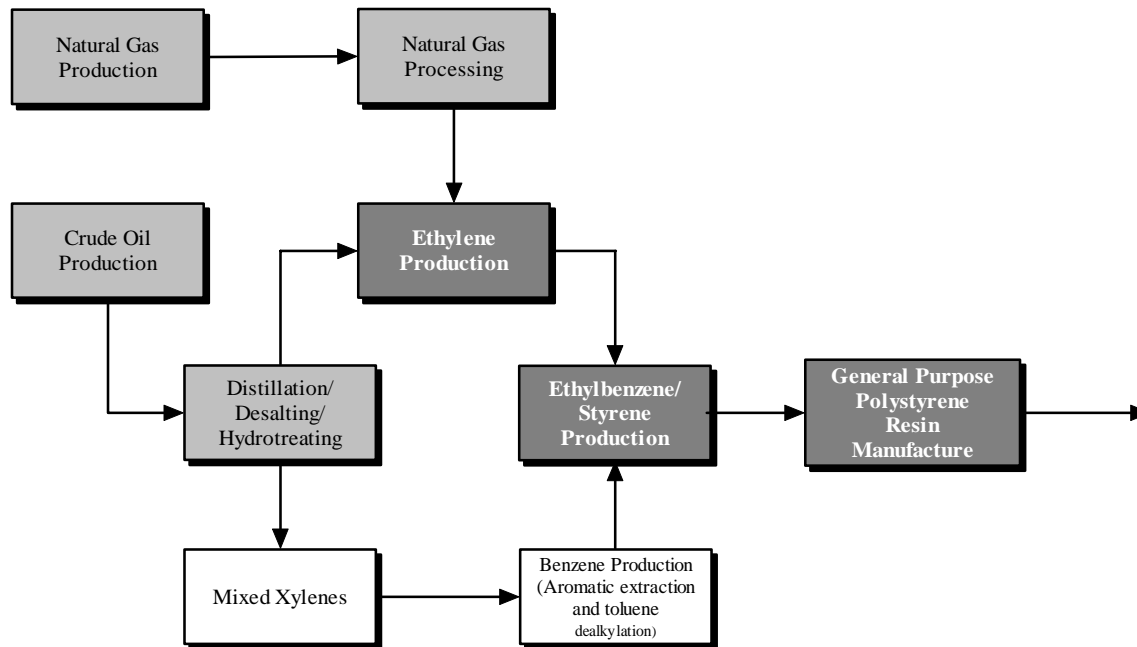 Natural Gas
Production
Natural Gas
Processing
Crude Oil
Production
Ethylene
Production
Distillation/
Desalting/
Hydrotreating
Ethylbenzene/
Styrene
Production
General Purpose
Polystyrene
Resin
Manufacture
Mixed Xylenes
Benzene Production
(Aromatic extraction
and toluene
dealkylation)